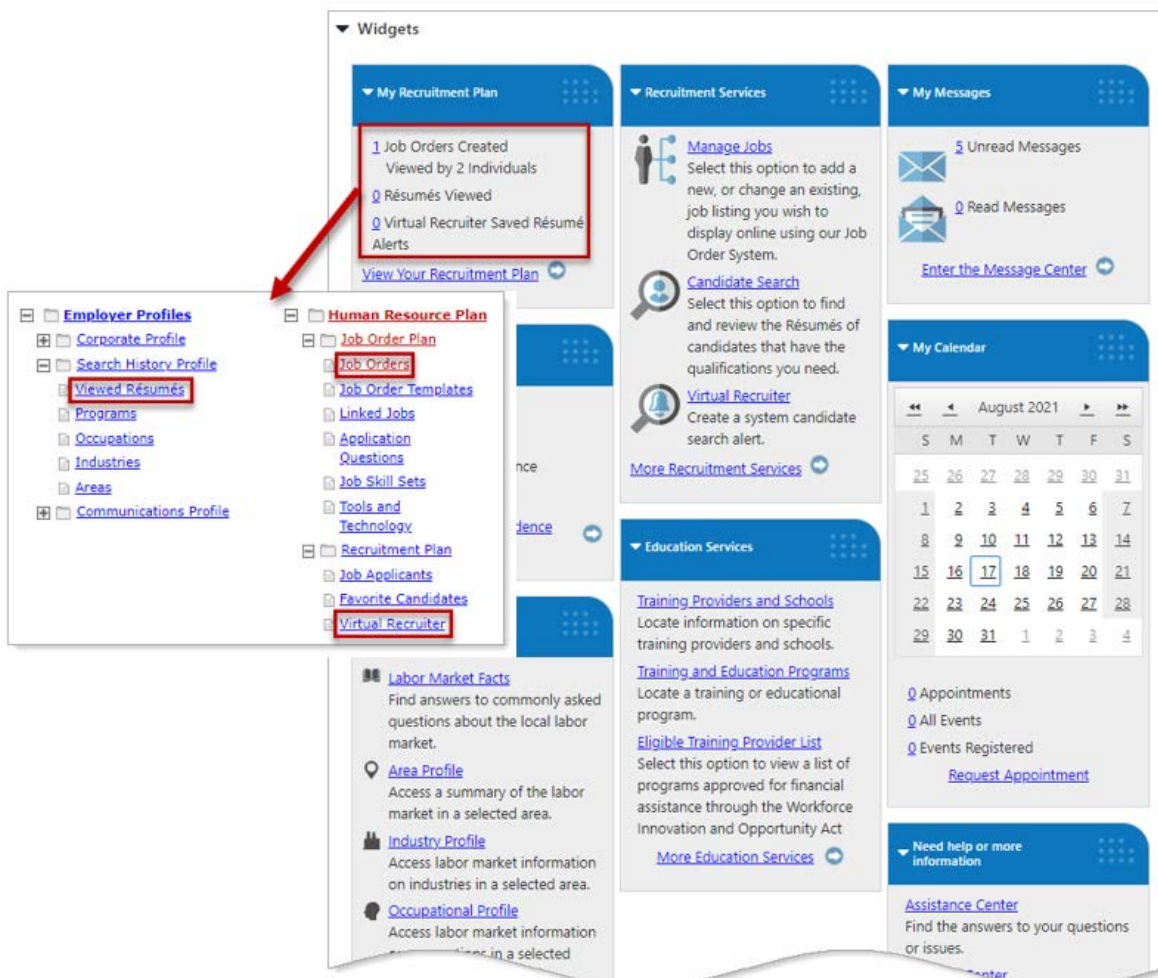 Widgets
My Recruitment Plan
1 Job Orders Created
Viewed by 2 Individuals
0 Résumés Viewed
0 Virtual Recruiter Saved Résumé
Alerts
View Your Recruitment Plan
Employer Profiles
Corporate Profile
Search History Profile
Viewed Résumés
Programs
Occupations
Industries
Areas
Communications Profile
Human Resource Plan
Job Order Plan
Job Orders
Job Order Templates
Linked Jobs
Application
Questions
Job Skill Sets
Tools and
Technology
Recruitment Plan
Job Applicants
Favorite Candidates
Virtual Recruiter
Labor Market Facts
Find answers to commonly asked
questions about the local labor
market.
Area Profile
Access a summary of the labor
market in a selected area.
Industry Profile
Access labor market information
on industries in a selected area.
Occupational Profile
Access labor market information
in a selected
Recruitment Services
Manage Jobs
Select this option to add a
new, or change an existing,
job listing you wish to
display online using our Job
Order System.
Candidate Search
Select this option to find
and review the Résumés of
candidates that have the
qualifications you need.
Virtual Recruiter
Create a system candidate
search alert.
More Recruitment Services
Education Services
Training Providers and Schools
Locate information on specific
training providers and schools.
Training and Education Programs
Locate a training or educational
program.
Eligible Training Provider List
Select this option to view a list of
programs approved for financial
assistance through the Workforce
Innovation and Opportunity Act
More Education Services
My Messages
5 Unread Messages
0 Read Messages
Enter the Message Center
My Calendar
August 2021
S M T W T F S
25 26 27 28 29 30 31
1 2 3 4 5 6 7
8 9 10 11 12 13 14
15 16 17 18 19 20 21
22 23 24 25 26 27 28
29 30 31 1 2 3 4
0 Appointments
0 All Events
0 Events Registered
Request Appointment
Need help or more
information
Assistance Center
Find the answers to your questions
or issues.